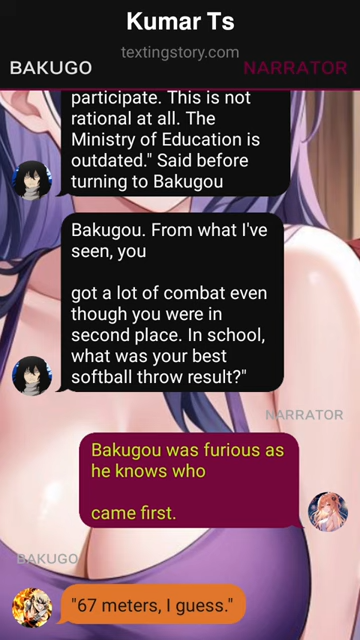 Kumar Ts
textingstory.com
BAKUGO
NARRATOR
participate. This is not
rational at all. The
Ministry of Education is
outdated." Said before
turning to Bakugou
Bakugou. From what I've
seen, you
got a lot of combat even
though you were in
second place. In school,
what was your best
softball throw result?"
NARRATOR
Bakugou was furious as
he knows who
came first.
BAKUGO
"67 meters, I guess."